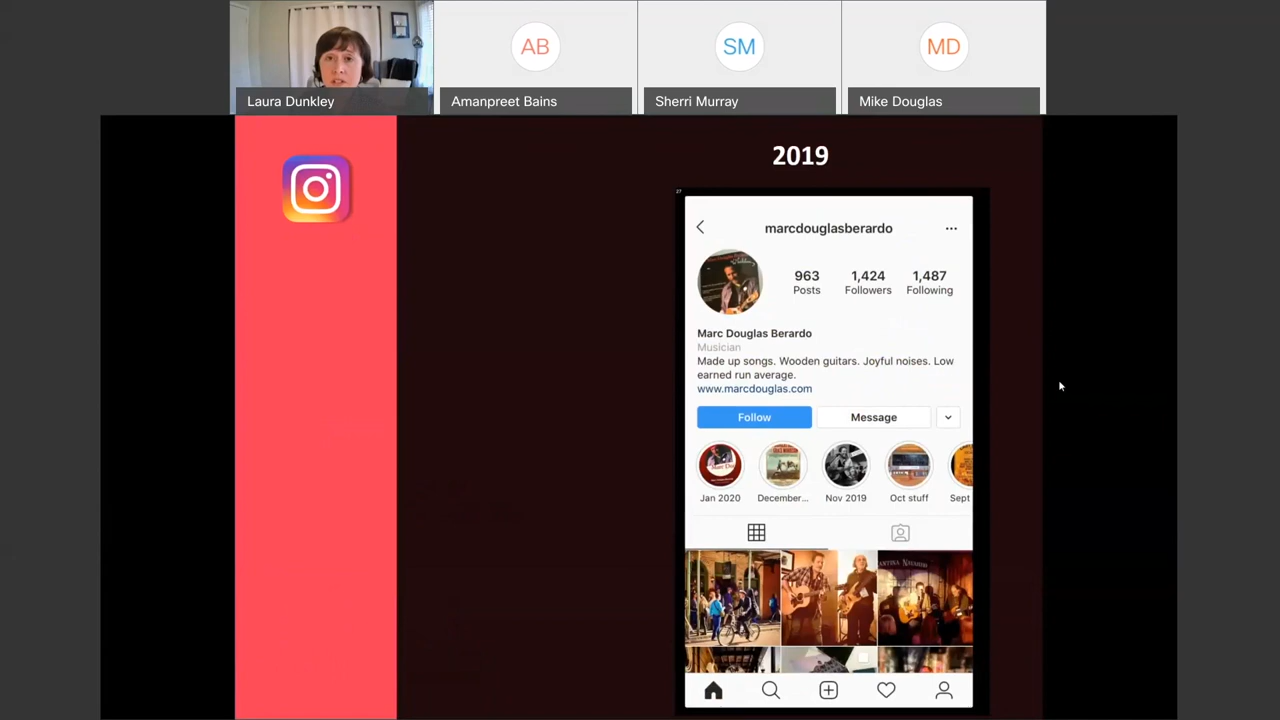 AB
SM
MD
Laura Dunkley
Amanpreet Bains
Sherri Murray
Mike Douglas
2019
27
marcdouglasberardo
963
1,424
1,487
Posts
Followers
Following
Marc Douglas Berardo
Musician
Made up songs. Wooden guitars. Joyful noises. Low
earned run average.
www.marcdouglas.com
Follow
Message
Jan 2020
December...
Nov 2019
Oct stuff
Sept